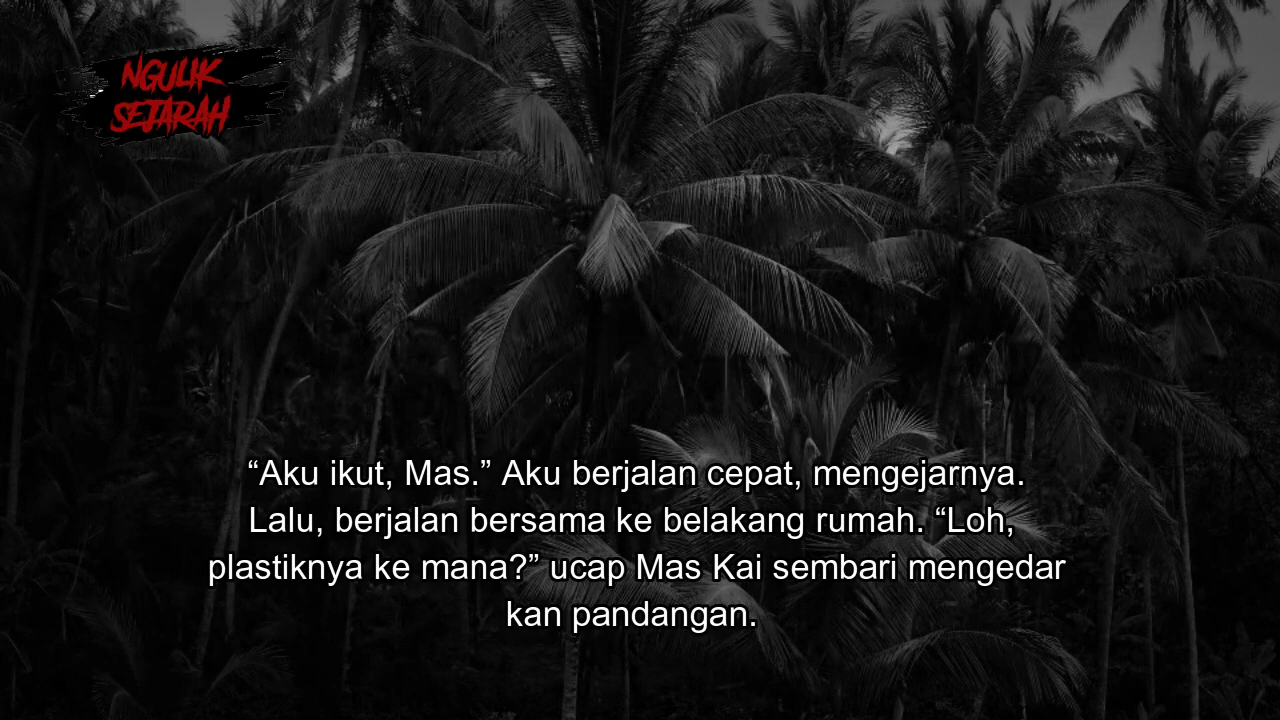 NGULIK
SEJARAH
“Aku ikut, Mas.” Aku berjalan cepat, mengejarnya.
Lalu, berjalan bersama ke belakang rumah. “Loh,
plastiknya ke mana?” ucap Mas Kai sembari mengedar
kan pandangan.